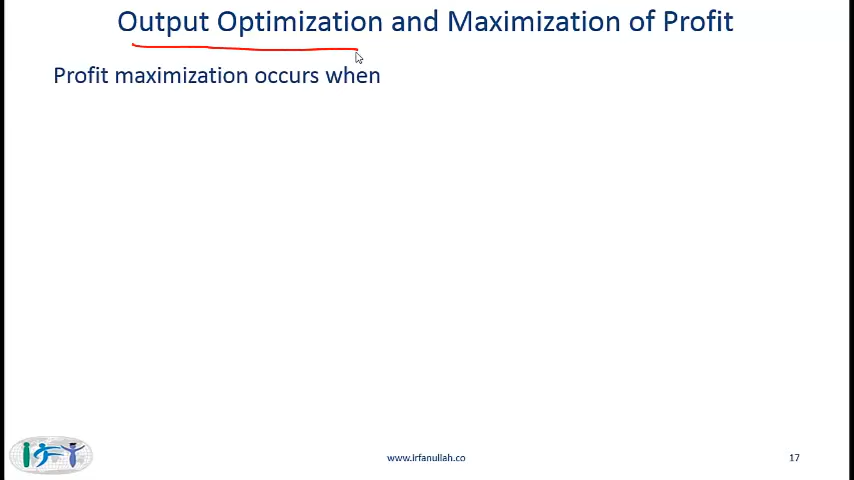 Output Optimization and Maximization of Profit
Profit maximization occurs when
www.irfanullah.co
17